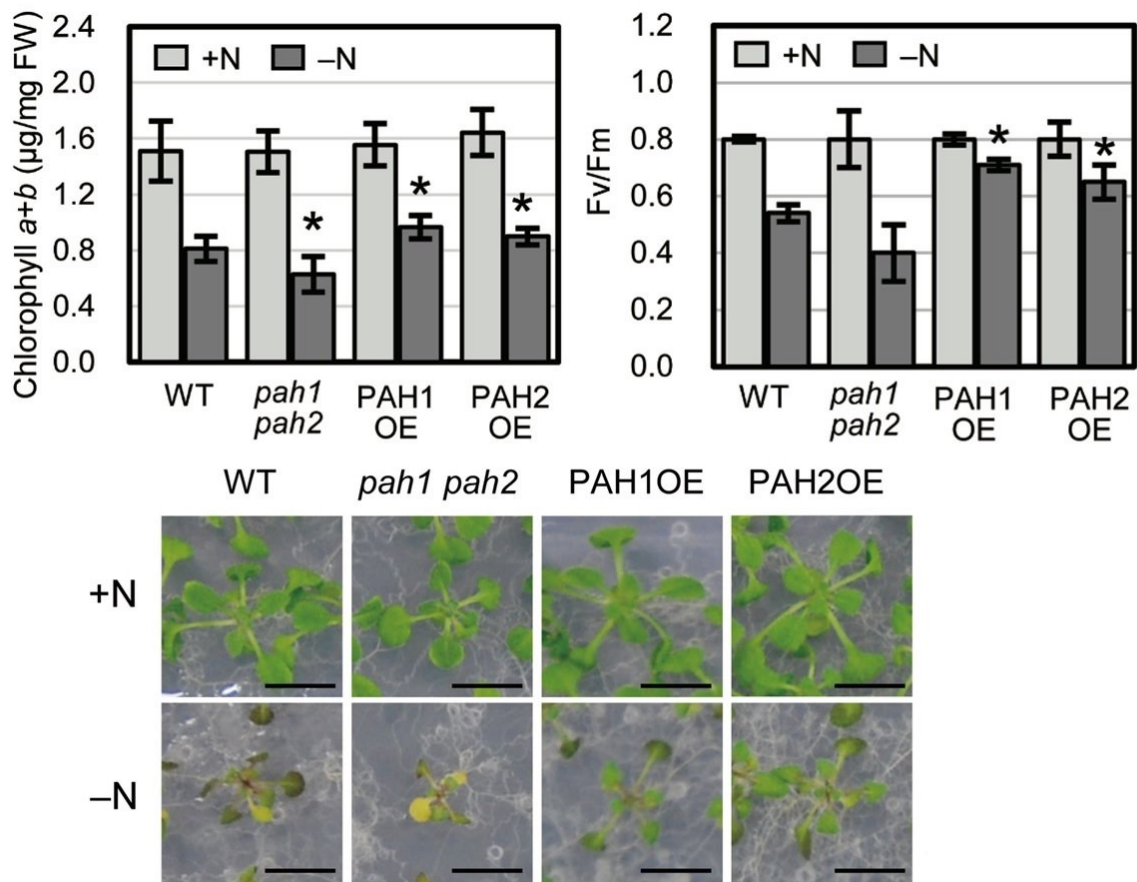 Chlorophyll a+b (µg/mg FW)
2.4
2.0
1.6
1.2
0.8
0.4
0.0
+N –N
* * *
WT pah1 pah2 PAH1 OE PAH2 OE
Fv/Fm
1.2
1.0
0.8
0.6
0.4
0.2
0.0
+N –N
* *
WT pah1 pah2 PAH1 OE PAH2 OE
WT pah1 pah2 PAH1OE PAH2OE
+N
–N